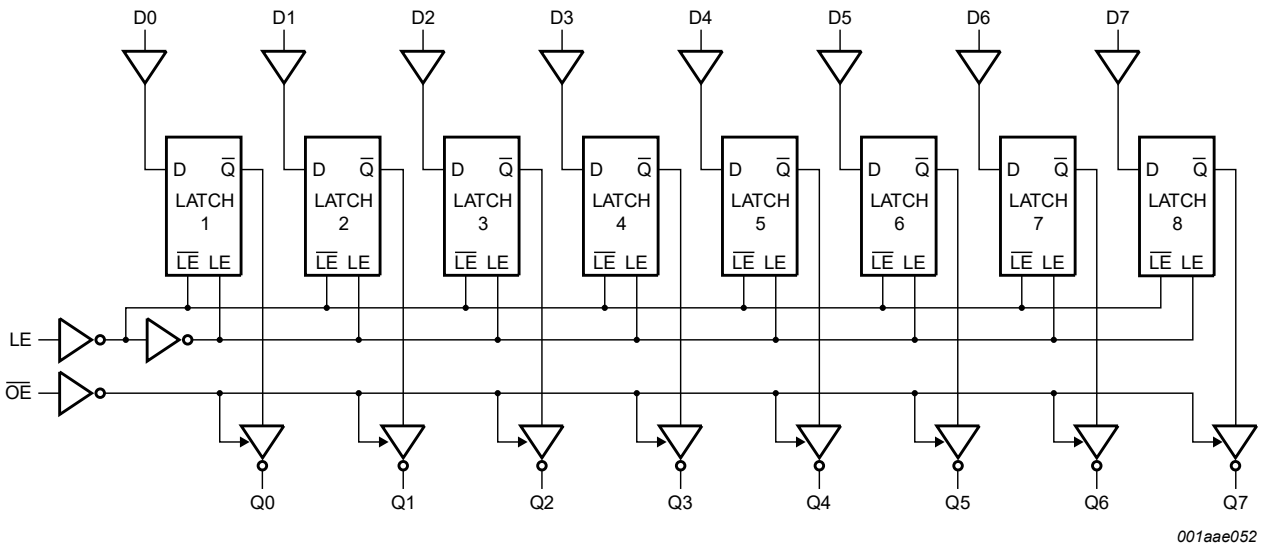 D0 D1 D2 D3 D4 D5 D6 D7
D Q̅ D Q̅ D Q̅ D Q̅ D Q̅ D Q̅ D Q̅ D Q̅
LATCH LATCH LATCH LATCH LATCH LATCH LATCH LATCH
1 2 3 4 5 6 7 8
L̅E̅ LE L̅E̅ LE L̅E̅ LE L̅E̅ LE L̅E̅ LE L̅E̅ LE L̅E̅ LE L̅E̅ LE
LE
O̅E̅
Q0 Q1 Q2 Q3 Q4 Q5 Q6 Q7
001aae052